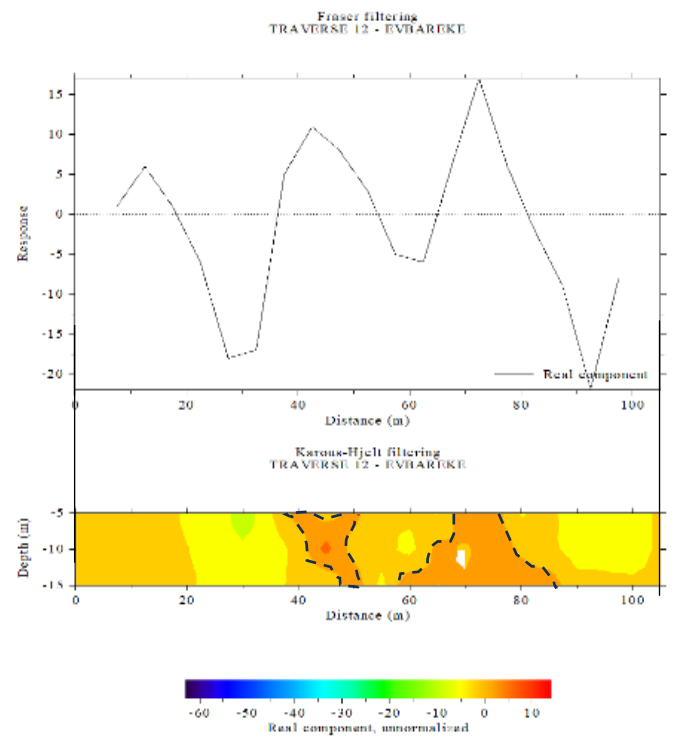 Fraser filtering
TRAVERSE 12 - EVBAREKE
15
10
5
0
-5
-10
-15
-20
Response
Real component
0 20 40 60 80 100
Distance (m)
Karous-Hjelt filtering
TRAVERSE 12 - EVBAREKE
-5
-10
-15
Depth (m)
0 20 40 60 80 100
Distance (m)
-60 -50 -40 -30 -20 -10 0 10
Real component, unnormalized